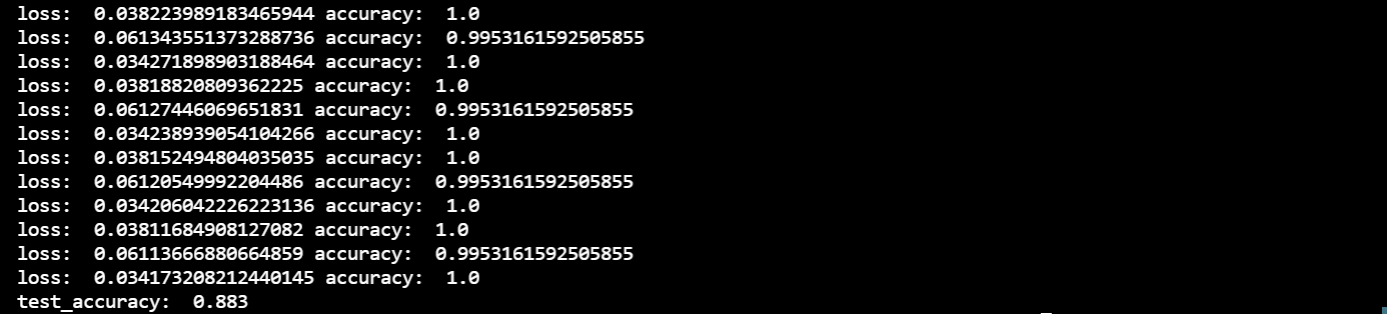 loss:  0.038223989183465944 accuracy:  1.0
loss:  0.061343551373288736 accuracy:  0.9953161592505855
loss:  0.034271898903188464 accuracy:  1.0
loss:  0.03818820809362225 accuracy:  1.0
loss:  0.06127446069651831 accuracy:  0.9953161592505855
loss:  0.034238939054104266 accuracy:  1.0
loss:  0.038152494804035035 accuracy:  1.0
loss:  0.06120549992204486 accuracy:  0.9953161592505855
loss:  0.034206042226223136 accuracy:  1.0
loss:  0.03811684908127082 accuracy:  1.0
loss:  0.06113666880664859 accuracy:  0.9953161592505855
loss:  0.034173208212440145 accuracy:  1.0
test_accuracy:  0.883